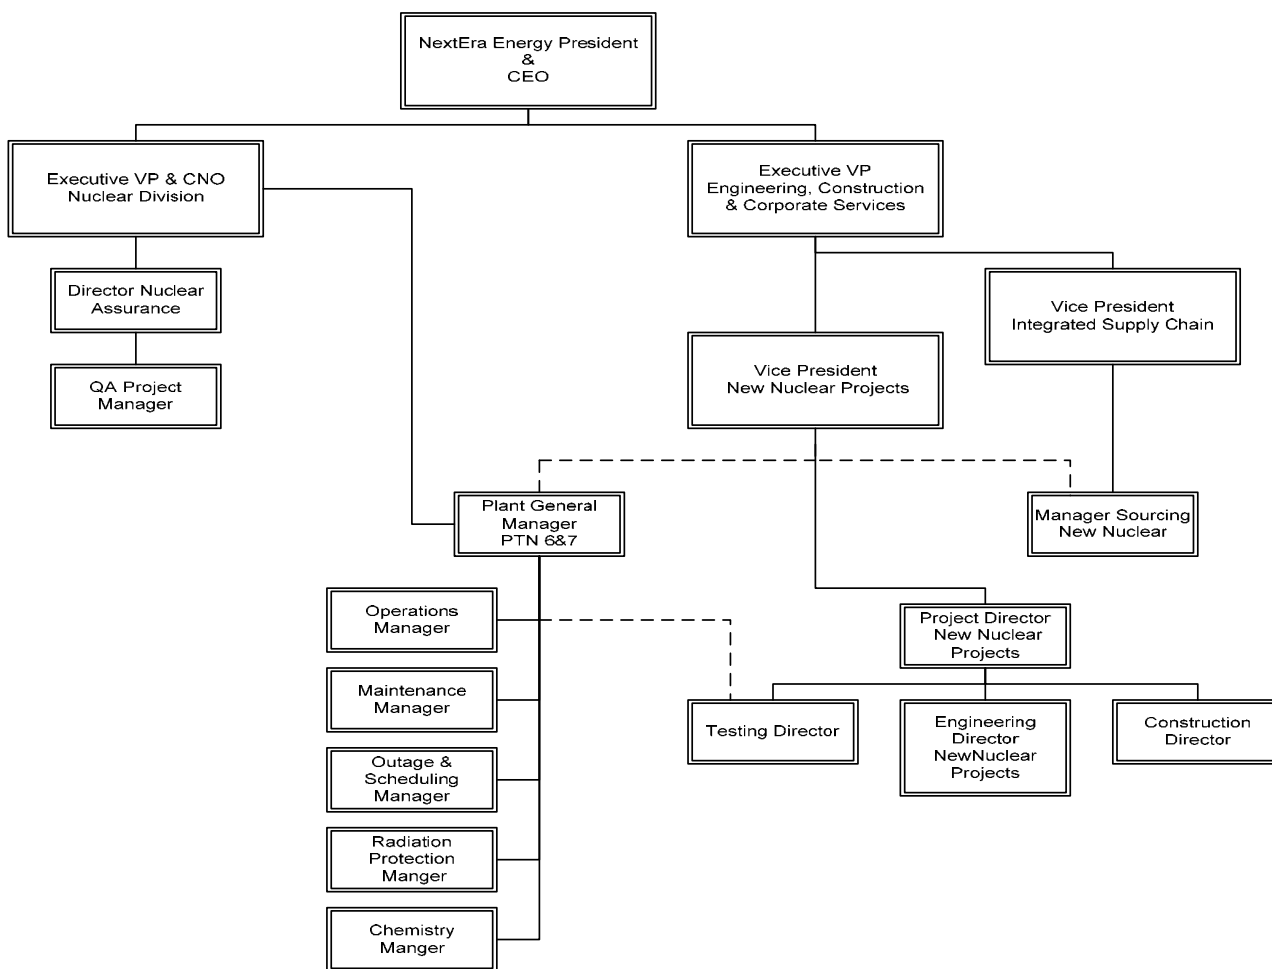 NextEra Energy President
&
CEO
Executive VP & CNO
Nuclear Division
Executive VP
Engineering, Construction
& Corporate Services
Director Nuclear
Assurance
Vice President
Integrated Supply Chain
QA Project
Manager
Vice President
New Nuclear Projects
Plant General
Manager
PTN 6&7
Manager Sourcing
New Nuclear
Operations
Manager
Project Director
New Nuclear
Projects
Maintenance
Manager
Testing Director
Engineering
Director
NewNuclear
Projects
Construction
Director
Outage &
Scheduling
Manager
Radiation
Protection
Manger
Chemistry
Manger